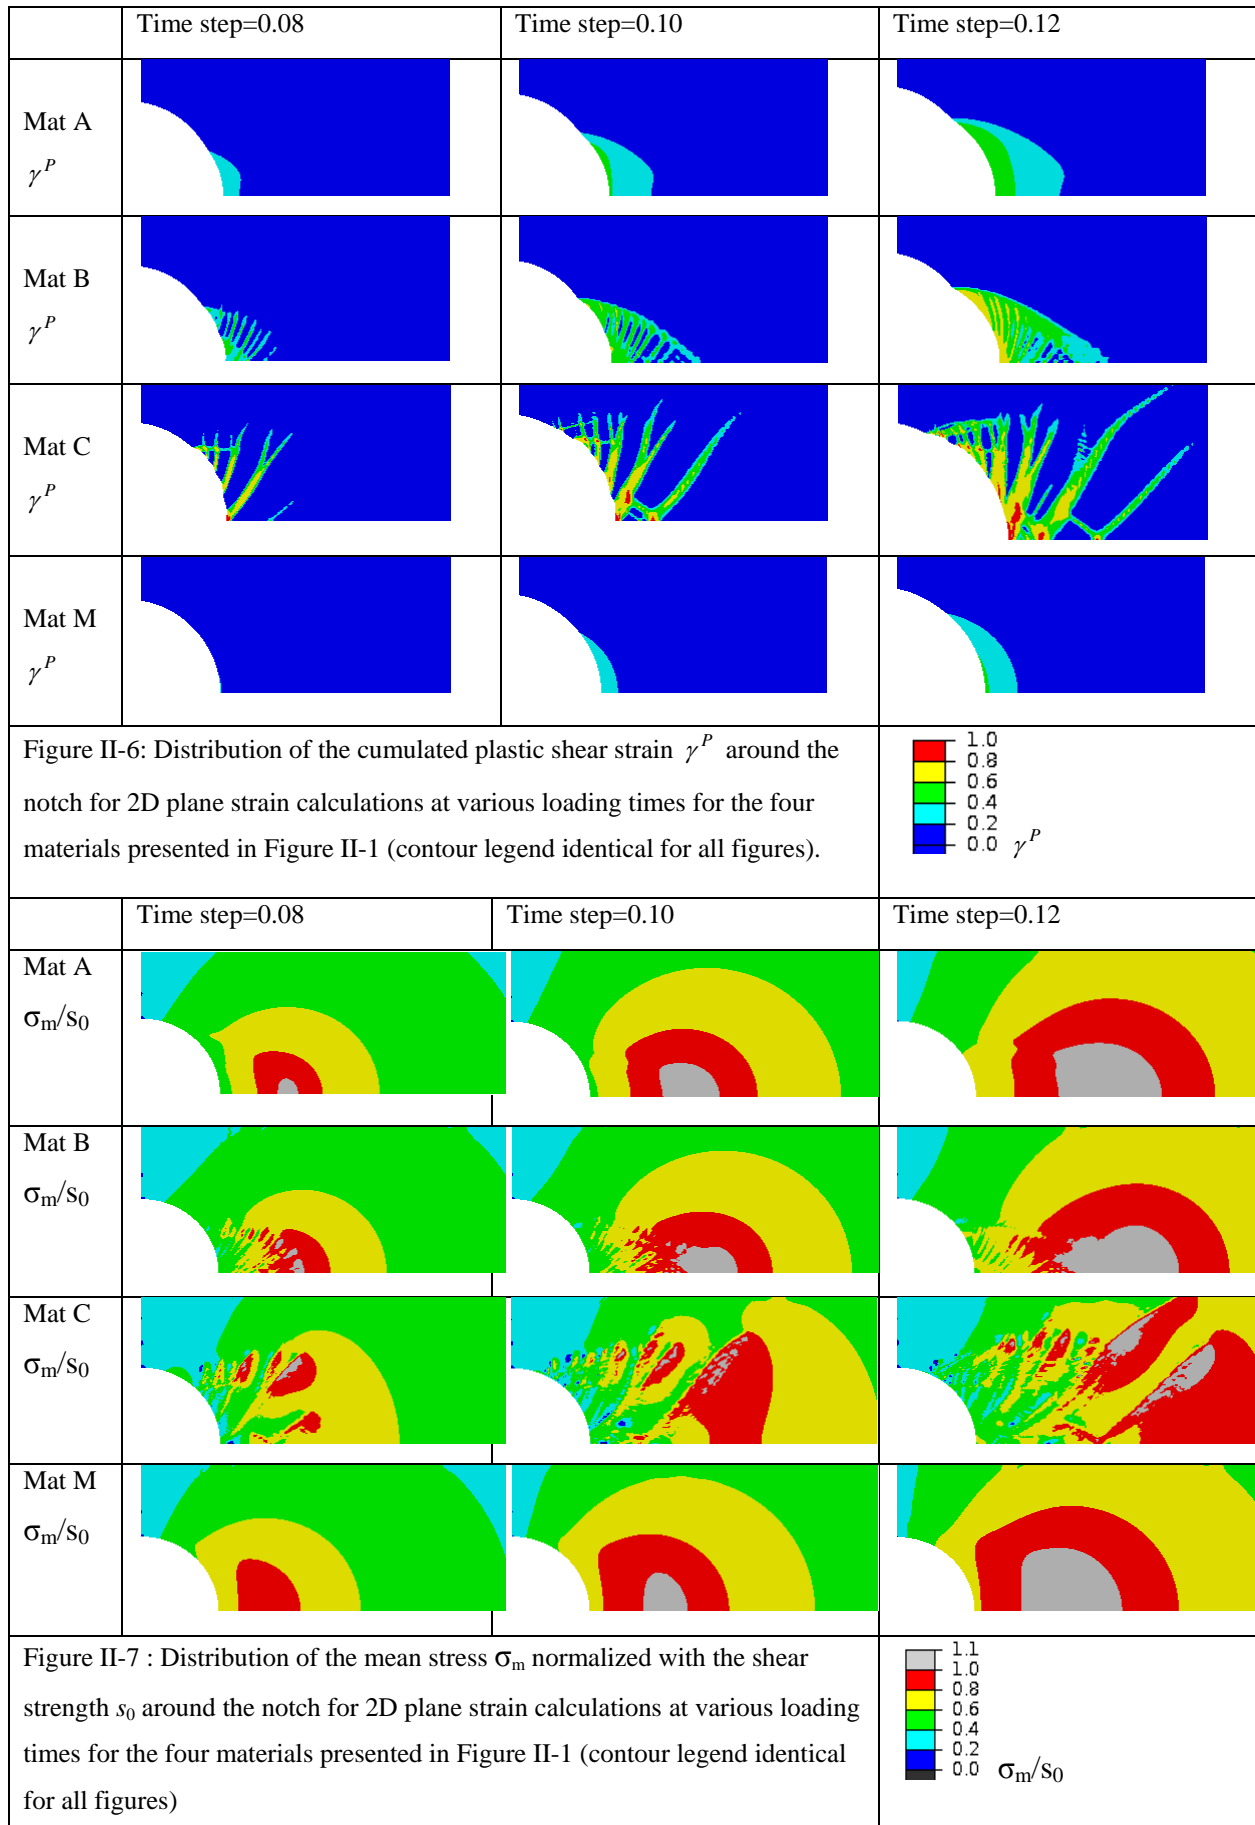 Time step=0.08 Time step=0.10 Time step=0.12
Mat A
γ^P
Mat B
γ^P
Mat C
γ^P
Mat M
γ^P
Figure II-6: Distribution of the cumulated plastic shear strain γ^P around the
notch for 2D plane strain calculations at various loading times for the four
materials presented in Figure II-1 (contour legend identical for all figures).
1.0
0.8
0.6
0.4
0.2
0.0 γ^P
Time step=0.08 Time step=0.10 Time step=0.12
Mat A
σm/s0
Mat B
σm/s0
Mat C
σm/s0
Mat M
σm/s0
Figure II-7 : Distribution of the mean stress σm normalized with the shear
strength s0 around the notch for 2D plane strain calculations at various loading
times for the four materials presented in Figure II-1 (contour legend identical
for all figures)
1.1
1.0
0.8
0.6
0.4
0.2
0.0 σm/s0